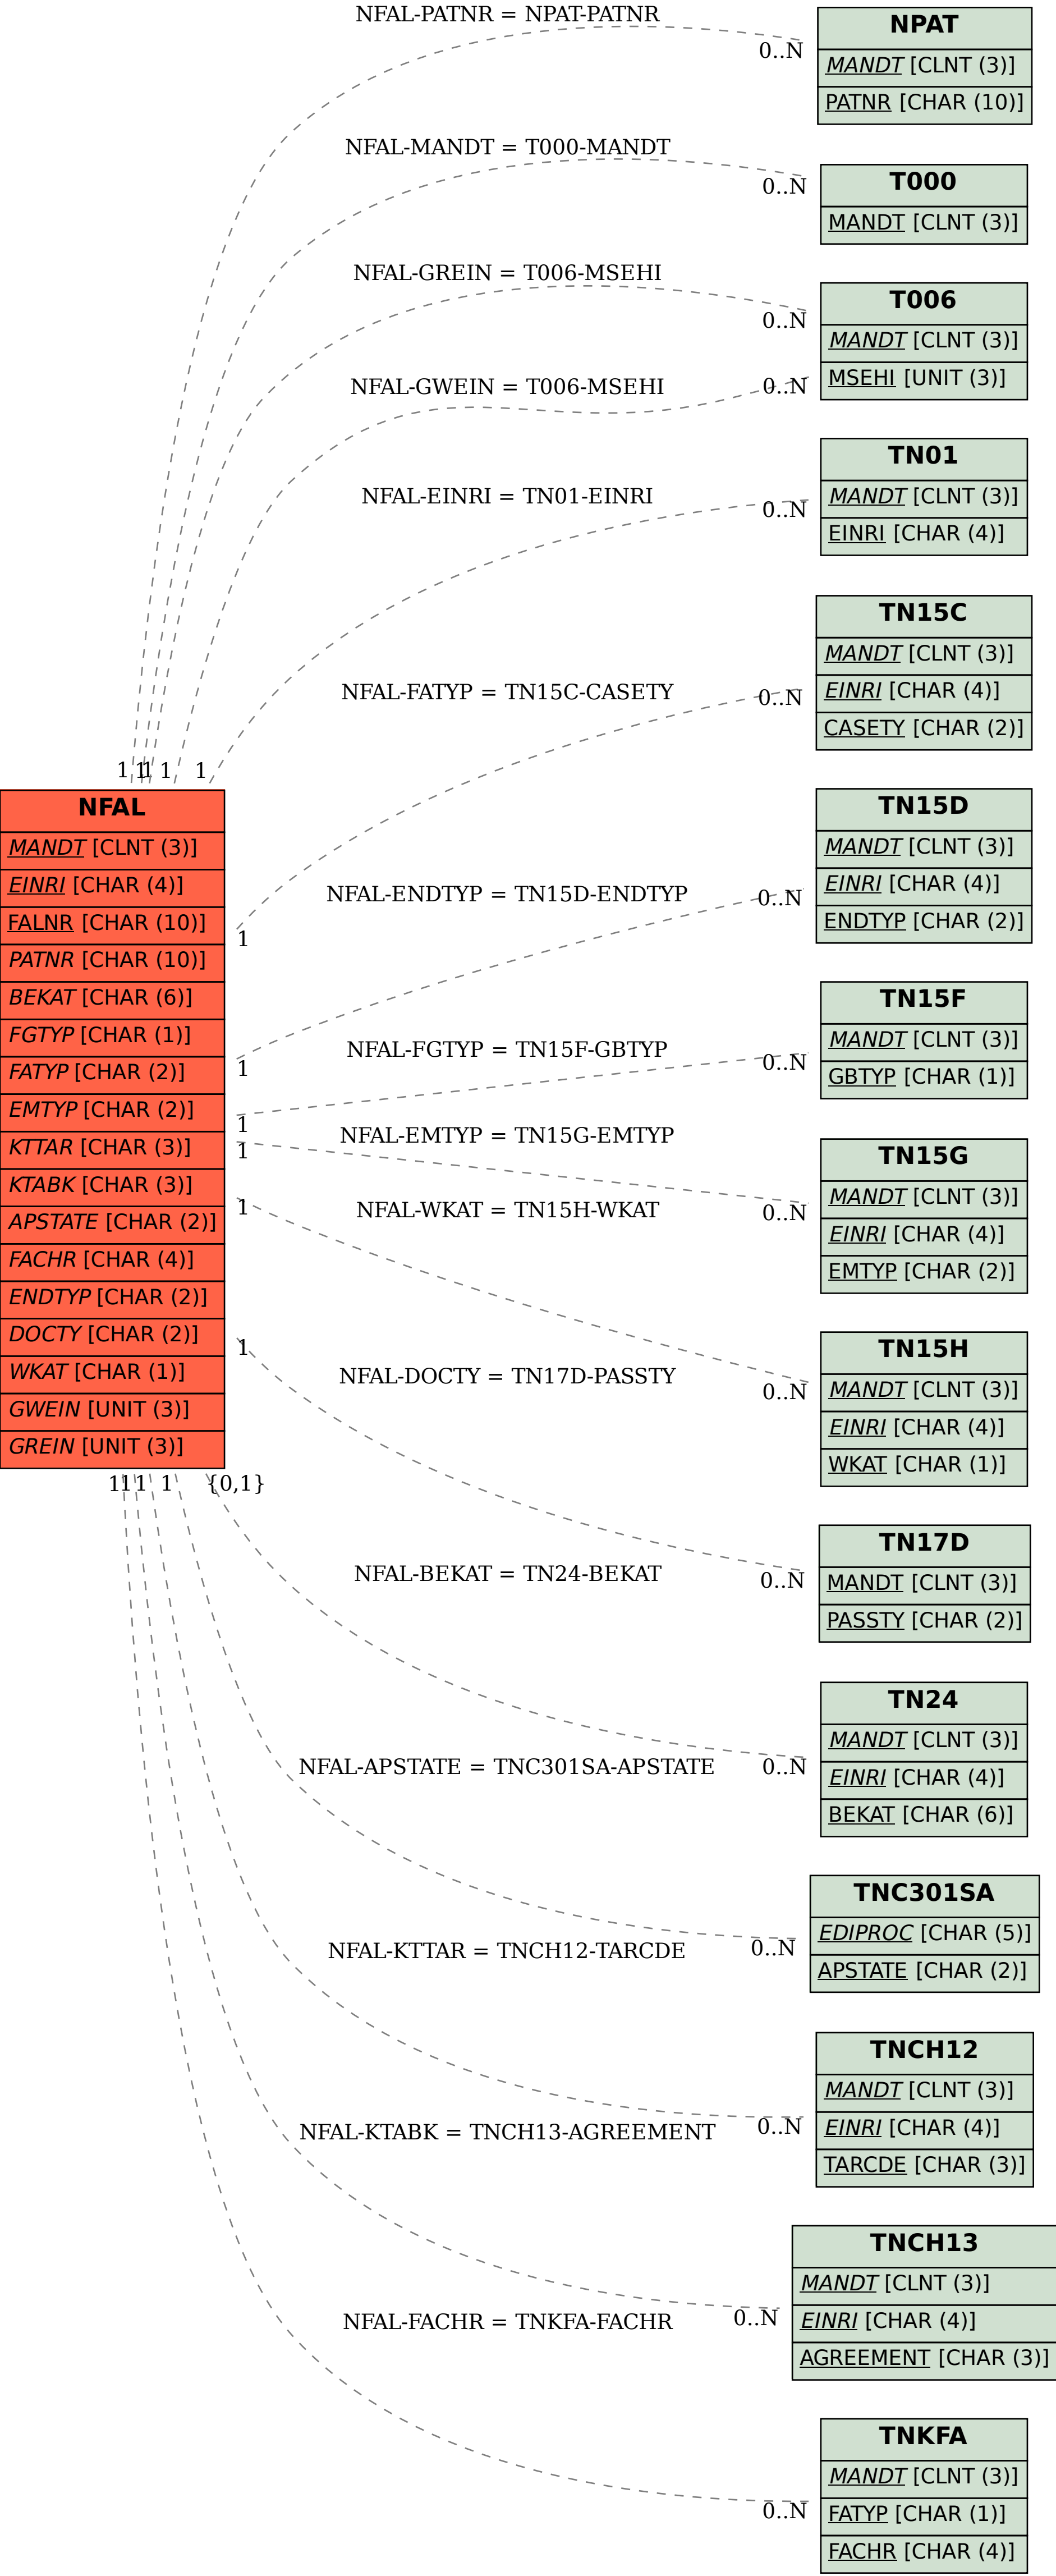 NFAL-PATNR = NPAT-PATNR
0..N
NPAT
MANDT [CLNT (3)]
PATNR [CHAR (10)]
NFAL-MANDT = T000-MANDT
0..N
T000
MANDT [CLNT (3)]
NFAL-GREIN = T006-MSEHI
0..N
T006
MANDT [CLNT (3)]
MSEHI [UNIT (3)]
NFAL-GWEIN = T006-MSEHI
0..N
TN01
MANDT [CLNT (3)]
EINRI [CHAR (4)]
NFAL-EINRI = TN01-EINRI
0..N
TN15C
MANDT [CLNT (3)]
EINRI [CHAR (4)]
CASETY [CHAR (2)]
NFAL-FATYP = TN15C-CASETY
0..N
1 1 1 1 1
NFAL
MANDT [CLNT (3)]
EINRI [CHAR (4)]
FALNR [CHAR (10)]
PATNR [CHAR (10)]
BEKAT [CHAR (6)]
FGTYP [CHAR (1)]
FATYP [CHAR (2)]
EMTYP [CHAR (2)]
KTTAR [CHAR (3)]
KTABK [CHAR (3)]
APSTATE [CHAR (2)]
FACHR [CHAR (4)]
ENDTYP [CHAR (2)]
DOCTY [CHAR (2)]
WKAT [CHAR (1)]
GWEIN [UNIT (3)]
GREIN [UNIT (3)]
1
1
1
1
1
1
111 1 {0,1}
TN15D
MANDT [CLNT (3)]
EINRI [CHAR (4)]
ENDTYP [CHAR (2)]
NFAL-ENDTYP = TN15D-ENDTYP
0..N
TN15F
MANDT [CLNT (3)]
GBTYP [CHAR (1)]
NFAL-FGTYP = TN15F-GBTYP
0..N
NFAL-EMTYP = TN15G-EMTYP
0..N
TN15G
MANDT [CLNT (3)]
EINRI [CHAR (4)]
EMTYP [CHAR (2)]
NFAL-WKAT = TN15H-WKAT
0..N
TN15H
MANDT [CLNT (3)]
EINRI [CHAR (4)]
WKAT [CHAR (1)]
NFAL-DOCTY = TN17D-PASSTY
0..N
TN17D
MANDT [CLNT (3)]
PASSTY [CHAR (2)]
NFAL-BEKAT = TN24-BEKAT
0..N
TN24
MANDT [CLNT (3)]
EINRI [CHAR (4)]
BEKAT [CHAR (6)]
NFAL-APSTATE = TNC301SA-APSTATE
0..N
TNC301SA
EDIPROC [CHAR (5)]
APSTATE [CHAR (2)]
NFAL-KTTAR = TNCH12-TARCDE
0..N
TNCH12
MANDT [CLNT (3)]
EINRI [CHAR (4)]
TARCDE [CHAR (3)]
NFAL-KTABK = TNCH13-AGREEMENT
0..N
TNCH13
MANDT [CLNT (3)]
EINRI [CHAR (4)]
AGREEMENT [CHAR (3)]
NFAL-FACHR = TNKFA-FACHR
0..N
TNKFA
MANDT [CLNT (3)]
FATYP [CHAR (1)]
FACHR [CHAR (4)]